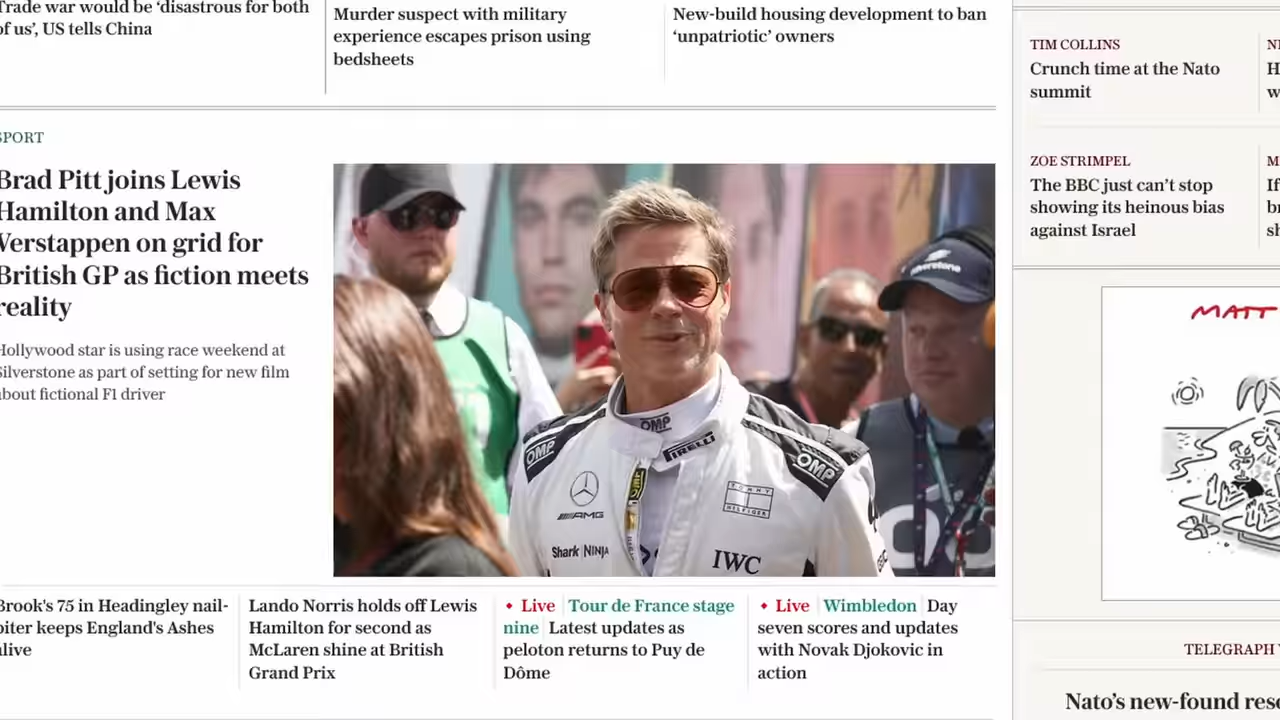 Trade war would be ‘disastrous for both
of us’, US tells China
Murder suspect with military
experience escapes prison using
bedsheets
New-build housing development to ban
‘unpatriotic’ owners
SPORT
Brad Pitt joins Lewis
Hamilton and Max
Verstappen on grid for
British GP as fiction meets
reality
Hollywood star is using race weekend at
Silverstone as part of setting for new film
about fictional F1 driver
Silverstone
OMP
OMP
PIRELLI
OMP
AMG
TOMMY
HILFIGER
Shark | NINJA
IWC
Brook's 75 in Headingley nail-
biter keeps England's Ashes
alive
Lando Norris holds off Lewis
Hamilton for second as
McLaren shine at British
Grand Prix
Live Tour de France stage
nine Latest updates as
peloton returns to Puy de
Dôme
Live Wimbledon Day
seven scores and updates
with Novak Djokovic in
action
TIM COLLINS
Crunch time at the Nato
summit
ZOE STRIMPEL
The BBC just can’t stop
showing its heinous bias
against Israel
MATT
TELEGRAPH
Nato’s new-found